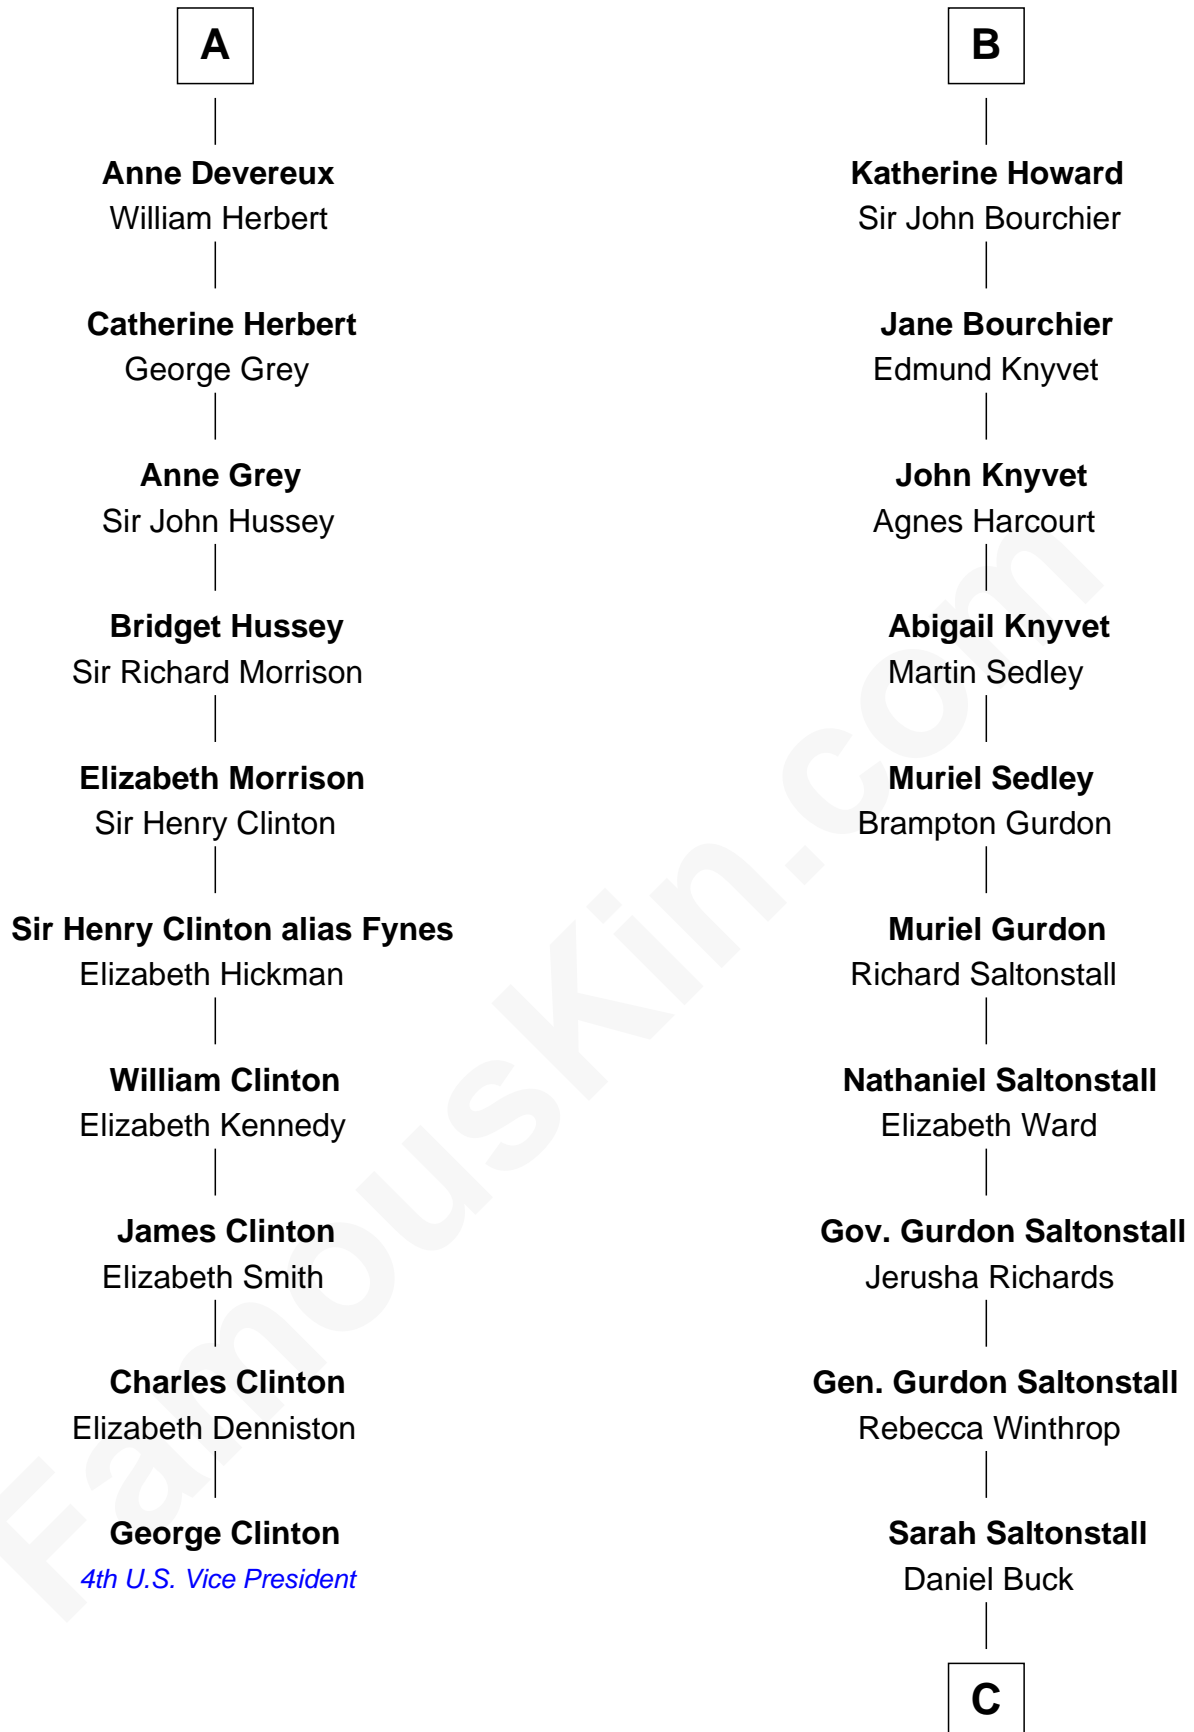 A
Anne Devereux
William Herbert
Catherine Herbert
George Grey
Anne Grey
Sir John Hussey
Bridget Hussey
Sir Richard Morrison
Elizabeth Morrison
Sir Henry Clinton
Sir Henry Clinton alias Fynes
Elizabeth Hickman
William Clinton
Elizabeth Kennedy
James Clinton
Elizabeth Smith
Charles Clinton
Elizabeth Denniston
George Clinton
4th U.S. Vice President
B
Katherine Howard
Sir John Bourchier
Jane Bourchier
Edmund Knyvet
John Knyvet
Agnes Harcourt
Abigail Knyvet
Martin Sedley
Muriel Sedley
Brampton Gurdon
Muriel Gurdon
Richard Saltonstall
Nathaniel Saltonstall
Elizabeth Ward
Gov. Gurdon Saltonstall
Jerusha Richards
Gen. Gurdon Saltonstall
Rebecca Winthrop
Sarah Saltonstall
Daniel Buck
C
FamousKin.com